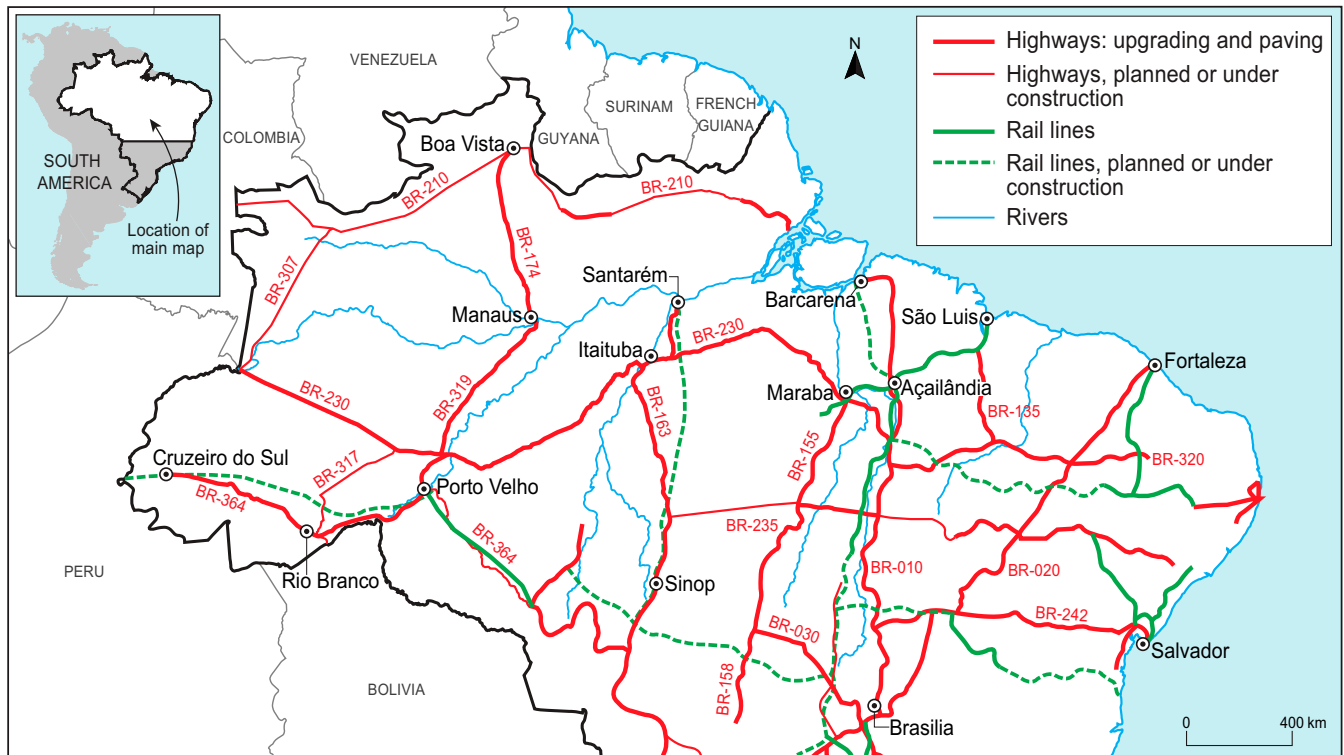 SOUTH
AMERICA
Location of
main map
N
Highways: upgrading and paving
Highways, planned or under
construction
Rail lines
Rail lines, planned or under
construction
Rivers
VENEZUELA
COLOMBIA
GUYANA
SURINAM
FRENCH
GUIANA
Boa Vista
BR-210
BR-210
BR-174
BR-307
Santarém
Barcarena
São Luis
Manaus
Itaituba
BR-230
Fortaleza
Maraba
Açailândia
BR-230
BR-319
BR-163
BR-135
BR-155
Cruzeiro do Sul
BR-317
BR-320
BR-364
Porto Velho
BR-364
BR-235
Rio Branco
Sinop
BR-010
BR-020
PERU
BR-242
BR-030
Salvador
BR-158
BOLIVIA
Brasilia
0
400 km